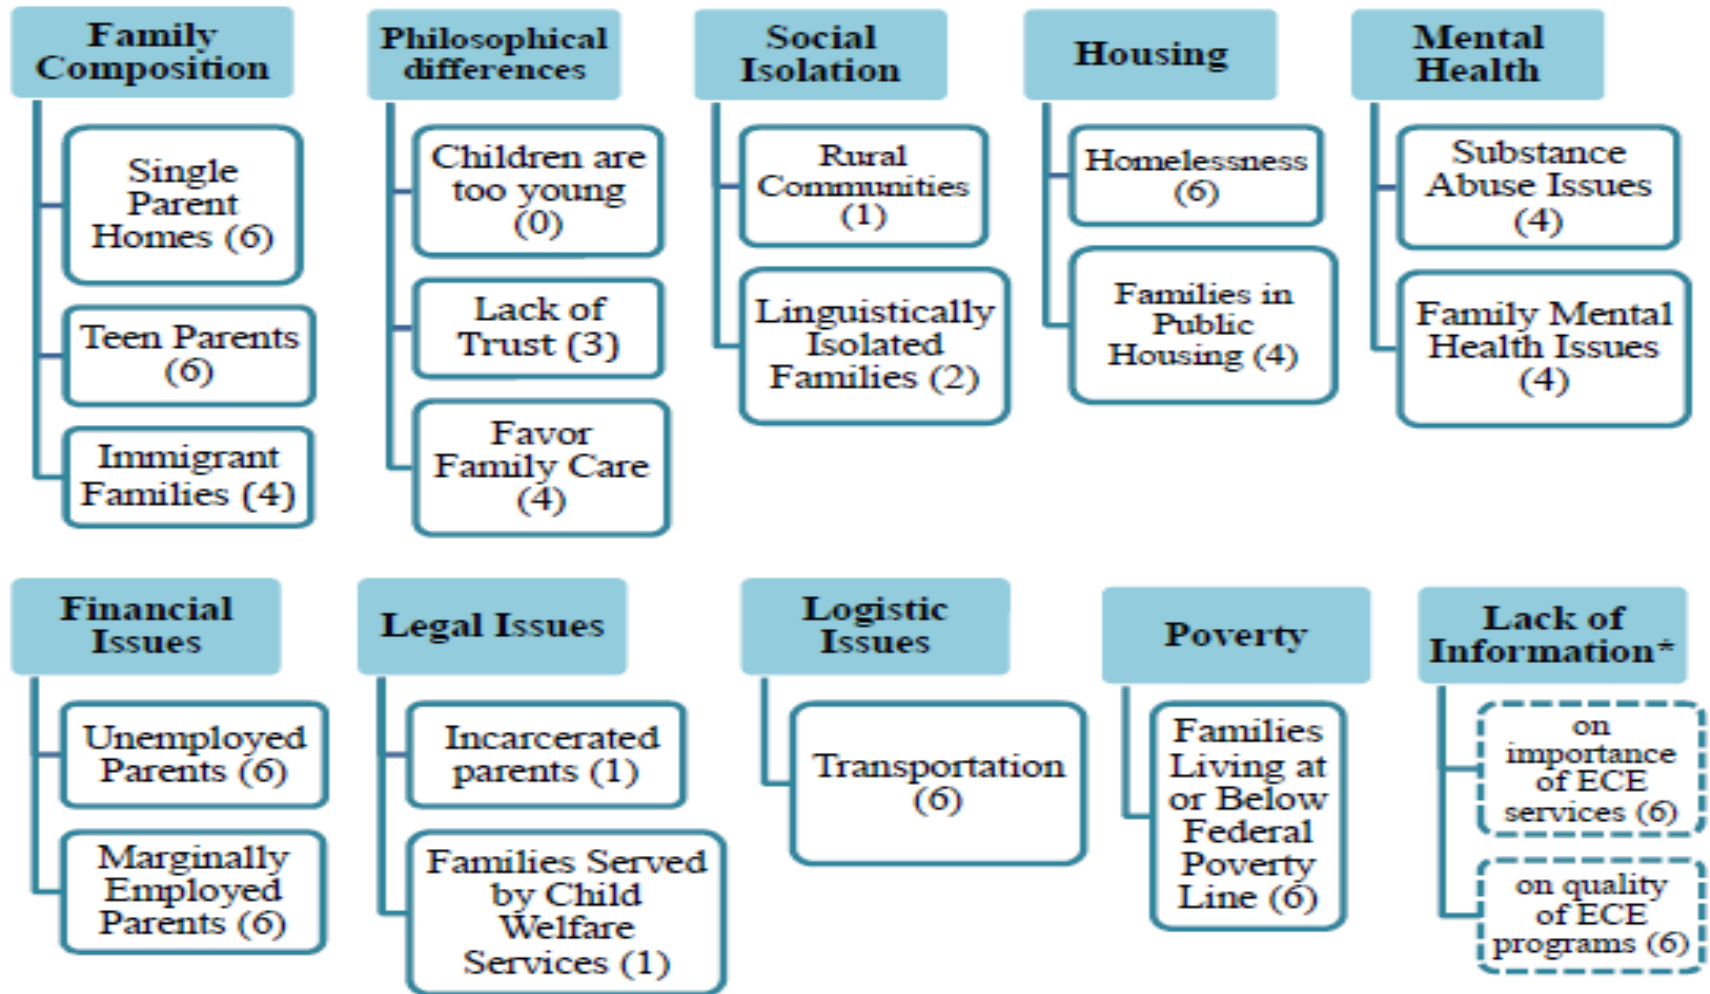 Family
Composition
Single
Parent
Homes (6)
Teen Parents
(6)
Immigrant
Families (4)
Philosophical
differences
Children are
too young
(0)
Lack of
Trust (3)
Favor
Family Care
(4)
Social
Isolation
Rural
Communities
(1)
Linguistically
Isolated
Families (2)
Housing
Homelessness
(6)
Families in
Public
Housing (4)
Mental
Health
Substance
Abuse Issues
(4)
Family Mental
Health Issues
(4)
Financial
Issues
Unemployed
Parents (6)
Marginally
Employed
Parents (6)
Legal Issues
Incarcerated
parents (1)
Families Served
by Child
Welfare
Services (1)
Logistic
Issues
Transportation
(6)
Poverty
Families
Living at
or Below
Federal
Poverty
Line (6)
Lack of
Information*
on
importance
of ECE
services (6)
on quality
of ECE
programs (6)